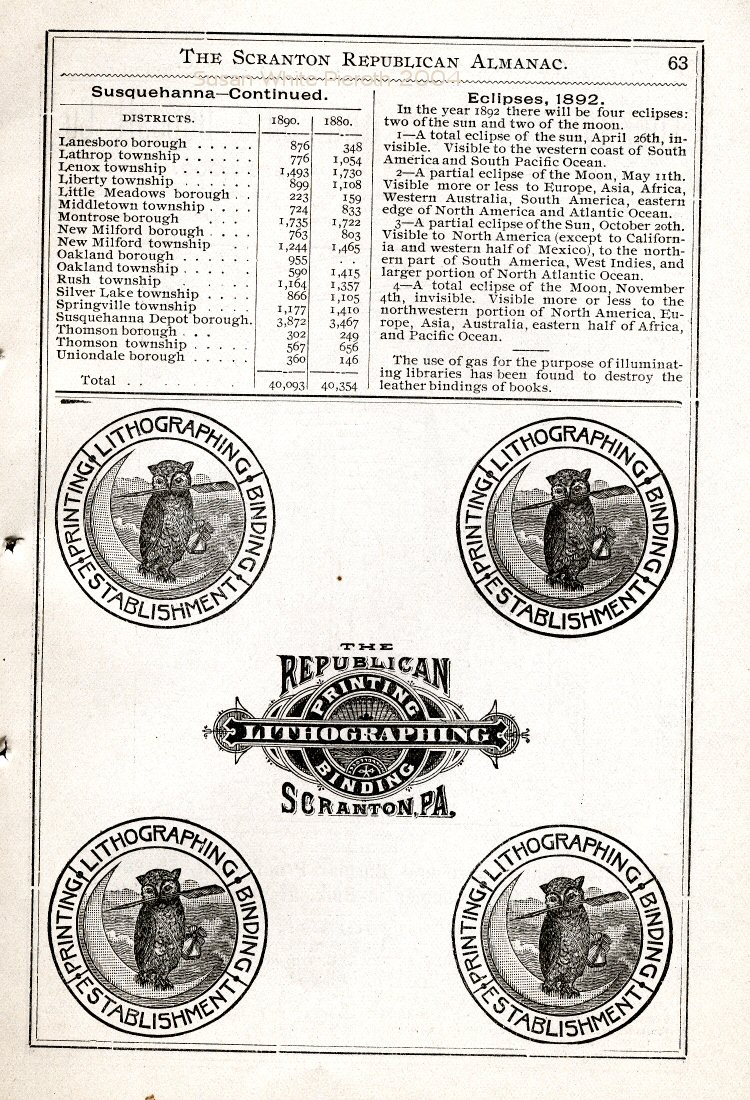 THE SCRANTON REPUBLICAN ALMANAC. 63
Susan White Pieroth 2004
Susquehanna—Continued.
DISTRICTS. 1890. 1880.
Lanesboro borough . . . . . 876 348
Lathrop township . . . . . 776 1,054
Lenox township . . . . . 1,493 1,730
Liberty township . . . . . 899 1,108
Little Meadows borough . . 223 159
Middletown township . . . . 724 833
Montrose borough . . . . 1,735 1,722
New Milford borough . . . . 763 803
New Milford township . . . 1,244 1,465
Oakland borough . . . . . 955 . .
Oakland township . . . . . 590 1,415
Rush township . . . . . 1,164 1,357
Silver Lake township . . . . 866 1,105
Springville township . . . . 1,177 1,410
Susquehanna Depot borough. 3,872 3,467
Thomson borough . . . 302 249
Thomson township . . . . 567 656
Uniondale borough . . . . . 360 146
Total . . 40,093 40,354
Eclipses, 1892.
In the year 1892 there will be four eclipses:
two of the sun and two of the moon.
1—A total eclipse of the sun, April 26th, in-
visible. Visible to the western coast of South
America and South Pacific Ocean.
2—A partial eclipse of the Moon, May 11th.
Visible more or less to Europe, Asia, Africa,
Western Australia, South America, eastern
edge of North America and Atlantic Ocean.
3—A partial eclipse of the Sun, October 20th.
Visible to North America (except to Californ-
ia and western half of Mexico), to the north-
ern part of South America, West Indies, and
larger portion of North Atlantic Ocean.
4—A total eclipse of the Moon, November
4th, invisible. Visible more or less to the
northwestern portion of North America, Eu-
rope, Asia, Australia, eastern half of Africa,
and Pacific Ocean.
The use of gas for the purpose of illuminat-
ing libraries has been found to destroy the
leather bindings of books.
PRINTING LITHOGRAPHING BINDING
ESTABLISHMENT
PRINTING LITHOGRAPHING BINDING
ESTABLISHMENT
THE
REPUBLICAN
PRINTING
LITHOGRAPHING
BINDING
SCRANTON, PA,
PRINTING LITHOGRAPHING BINDING
ESTABLISHMENT
PRINTING LITHOGRAPHING BINDING
ESTABLISHMENT